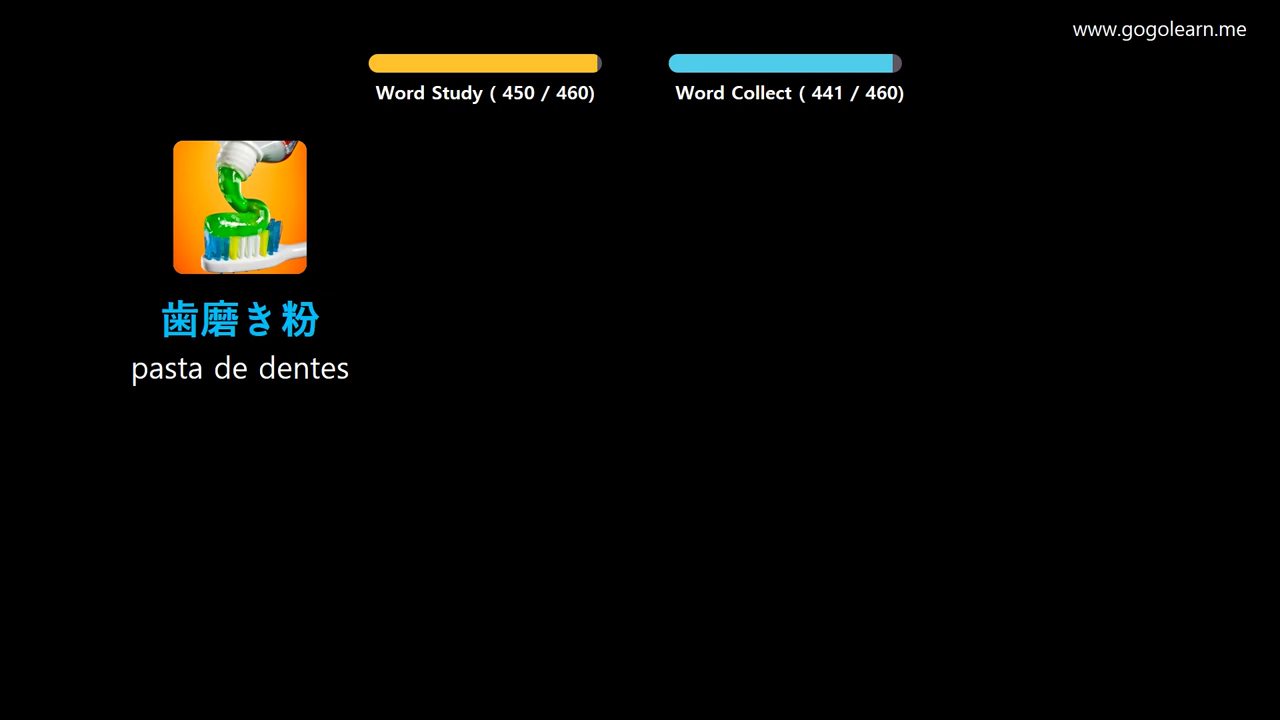 www.gogolearn.me
Word Study ( 450 / 460)
Word Collect ( 441 / 460)
歯磨き粉
pasta de dentes